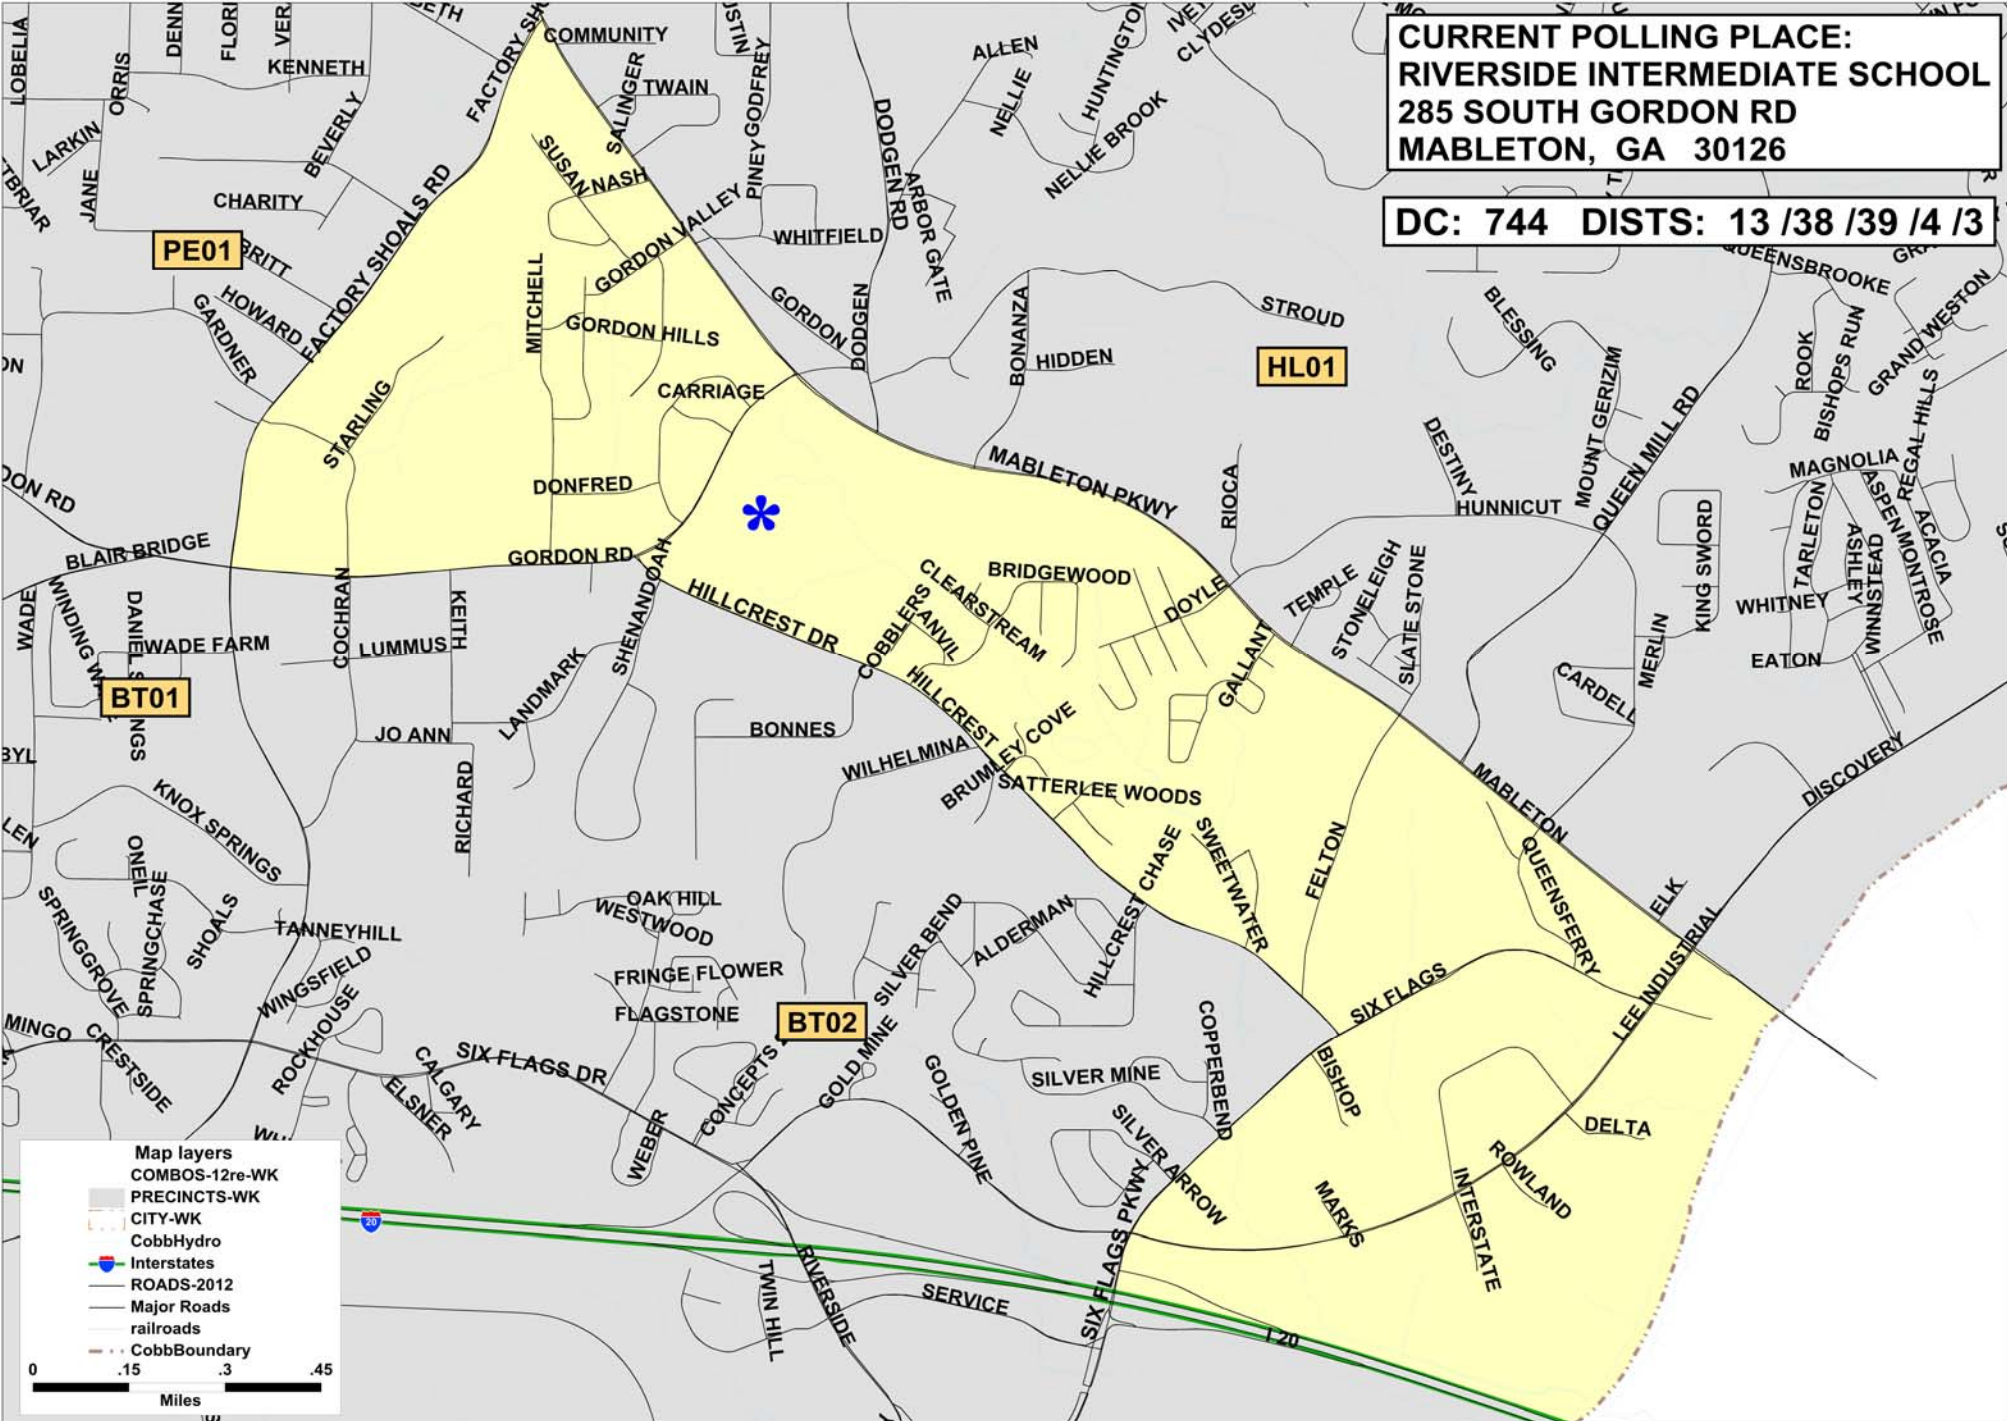 CURRENT POLLING PLACE:
RIVERSIDE INTERMEDIATE SCHOOL
285 SOUTH GORDON RD
MABLETON, GA 30126
DC: 744 DISTS: 13 /38 /39 /4 /3
LOBELIA
ORRIS
KENNETH
COMMUNITY
TWAIN
SALINGER
PINEY GODFREY
ALLEN
NELLIE
HUNTINGTON
NELLIE BROOK
LARKIN
JANE
BEVERLY
CHARITY
FACTORY SHOALS RD
SUSAN
NASH
GORDON VALLEY
DODGEN RD
ARBOR GATE
WHITFIELD
PE01
BRITT
HOWARD
GARDNER
MITCHELL
GORDON HILLS
GORDON
DODGEN
BONANZA
HIDDEN
STROUD
HL01
BLESSING
QUEENSBROOKE
ROOK
BISHOPS RUN
GRAND WESTON
STARLING
CARRIAGE
DONFRED
MABLETON PKWY
RIOCA
DESTINY
HUNNICUT
MOUNT GERIZIM
QUEEN MILL RD
MAGNOLIA
REGAL HILLS
TARLETON
ASPEN
MONTROSE
ACACIA
ASHLEY
WINSTEAD
KING SWORD
WHITNEY
EATON
BLAIR BRIDGE
GORDON RD
SHENANDOAH
HILLCREST DR
COBBLERS
ANVIL
CLEARSTREAM
BRIDGEWOOD
DOYLE
GALLANT
TEMPLE
STONELEIGH
SLATE STONE
MERLIN
CARDELL
WADE
WADE FARM
COCHRAN
LUMMUS
KEITH
LANDMARK
BT01
JO ANN
RICHARD
BONNES
WILHELMINA
HILLCREST
BRUMLEY COVE
SATTERLEE WOODS
MABLETON
DISCOVERY
KNOX SPRINGS
ONEIL
SPRINGGROVE
SPRINGCHASE
SHOALS
TANNEYHILL
WINGSFIELD
OAK HILL
WESTWOOD
FRINGE FLOWER
FLAGSTONE
SILVER BEND
ALDERMAN
HILLCREST CHASE
SWEETWATER
FELTON
QUEENSFERRY
ELK
LEE INDUSTRIAL
SIX FLAGS
BT02
MINGO
CRESTSIDE
ROCKHOUSE
CALGARY
ELSNER
SIX FLAGS DR
WEBER
CONCEPTS
GOLD MINE
GOLDEN PINE
SILVER MINE
COPPERBEND
BISHOP
DELTA
SILVER ARROW
SIX FLAGS PKWY
MARKS
ROWLAND
INTERSTATE
TWIN HILL
RIVERSIDE
SERVICE
I 20
20
Map layers
COMBOS-12re-WK
PRECINCTS-WK
CITY-WK
CobbHydro
Interstates
ROADS-2012
Major Roads
railroads
CobbBoundary
0 .15 .3 .45
Miles